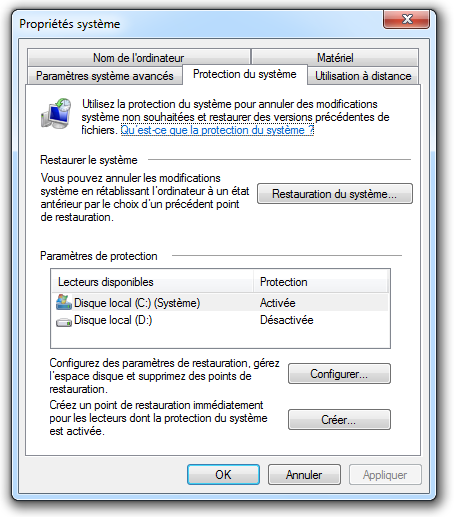 Propriétés système
Nom de l'ordinateur
Matériel
Paramètres système avancés
Protection du système
Utilisation à distance
Utilisez la protection du système pour annuler des modifications
système non souhaitées et restaurer des versions précédentes de
fichiers. Qu'est-ce que la protection du système ?
Restaurer le système
Vous pouvez annuler les modifications
système en rétablissant l'ordinateur à un état
antérieur par le choix d'un précédent point
de restauration.
Restauration du système...
Paramètres de protection
Lecteurs disponibles Protection
Disque local (C:) (Système) Activée
Disque local (D:) Désactivée
Configurez des paramètres de restauration, gérez
l'espace disque et supprimez des points de
restauration.
Configurer...
Créez un point de restauration immédiatement
pour les lecteurs dont la protection du système
est activée.
Créer...
OK Annuler Appliquer